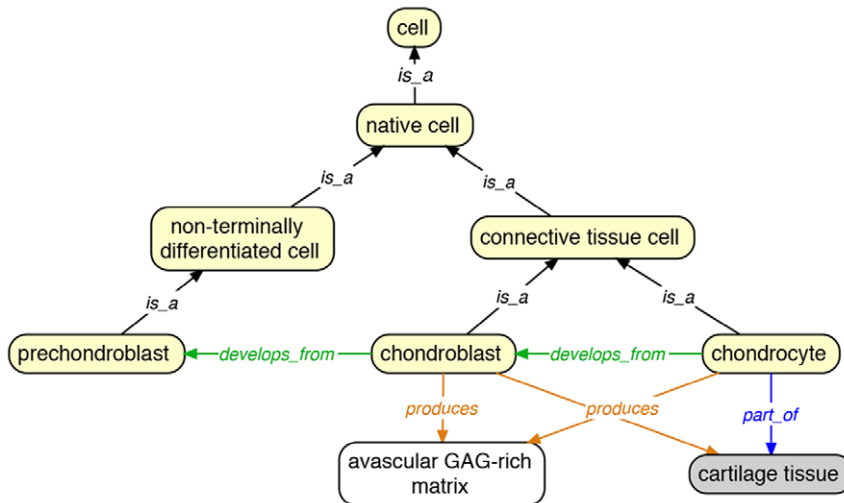 cell
is_a
native cell
is_a
is_a
non-terminally
differentiated cell
connective tissue cell
is_a
is_a
is_a
prechondroblast
develops_from
chondroblast
develops_from
chondrocyte
produces
produces
part_of
avascular GAG-rich
matrix
cartilage tissue